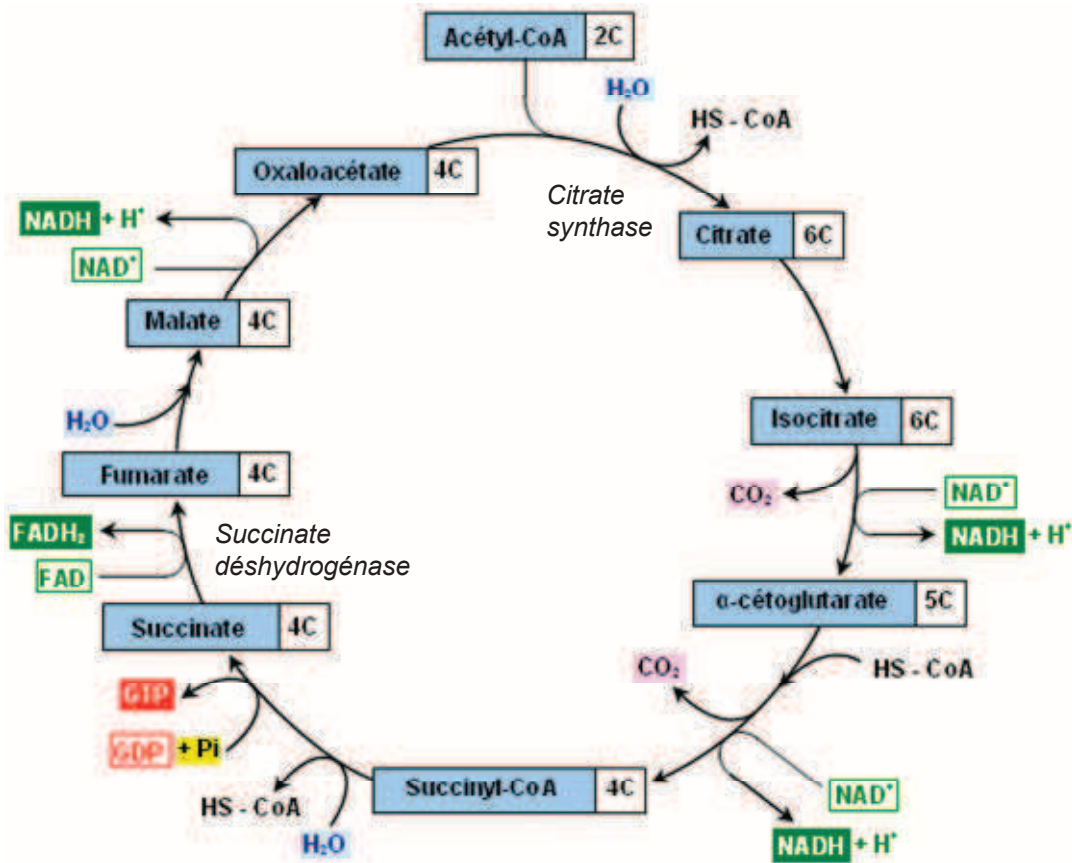 Acétyl-CoA 2C
H₂O
HS - CoA
Oxaloacétate 4C
Citrate
synthase
Citrate 6C
NADH + H⁺
NAD⁺
Malate 4C
Isocitrate 6C
H₂O
CO₂
NAD⁺
NADH + H⁺
Fumarate 4C
FADH₂
FAD
Succinate
déshydrogénase
α-cétoglutarate 5C
Succinate 4C
CO₂
HS - CoA
GTP
GDP + Pi
Succinyl-CoA 4C
HS - CoA
H₂O
NAD⁺
NADH + H⁺